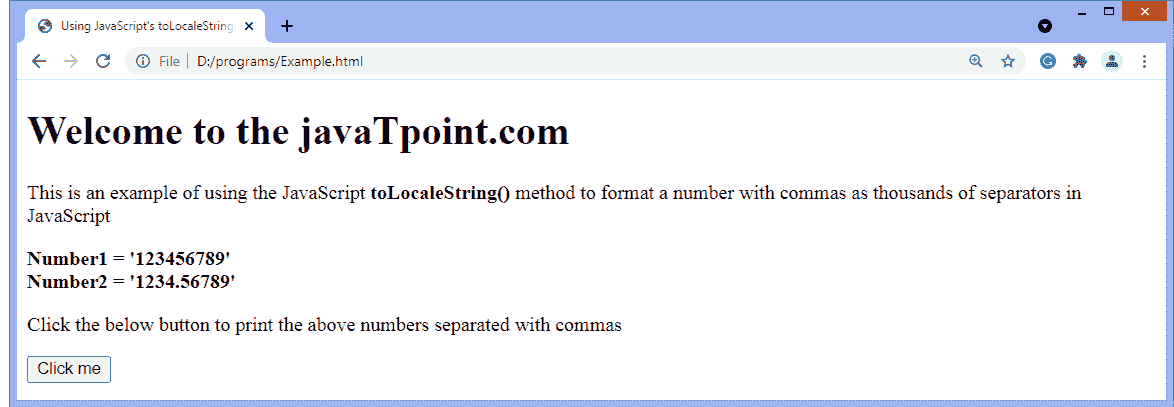 Using JavaScript's toLocaleString
File
D:/programs/Example.html
Welcome to the javaTpoint.com
This is an example of using the JavaScript toLocaleString() method to format a number with commas as thousands of separators in
JavaScript
Number1 = '123456789'
Number2 = '1234.56789'
Click the below button to print the above numbers separated with commas
Click me